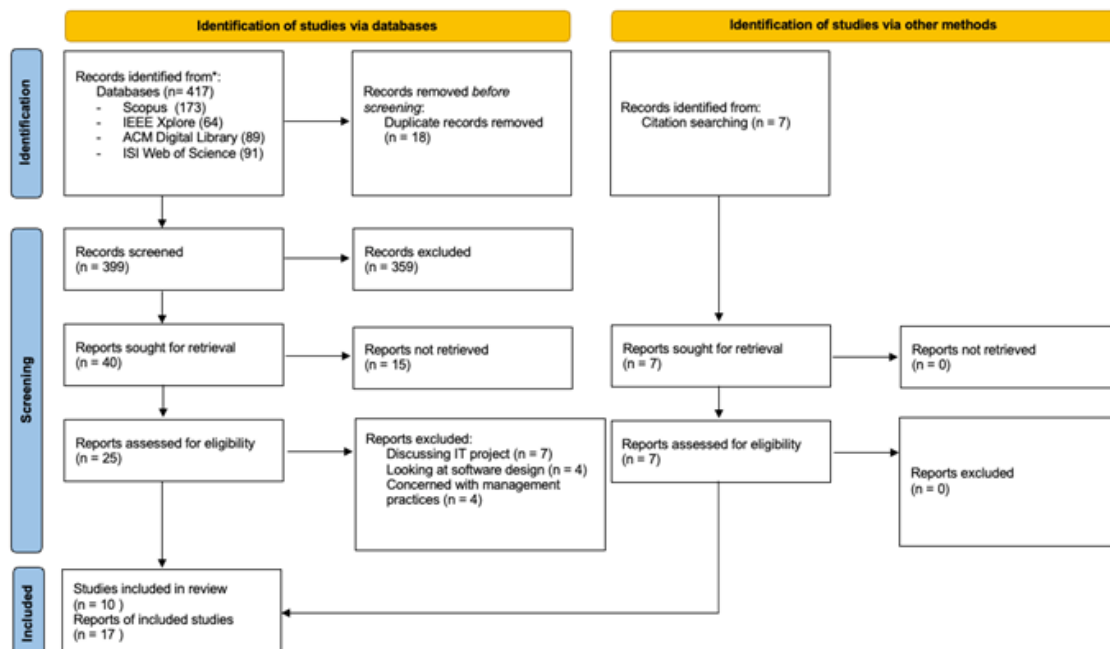 Identification of studies via databases
Identification of studies via other methods
Identification
Records identified from*:
Databases (n= 417)
- Scopus (173)
- IEEE Xplore (64)
- ACM Digital Library (89)
- ISI Web of Science (91)
Records removed before
screening:
Duplicate records removed
(n = 18)
Records identified from:
Citation searching (n = 7)
Screening
Records screened
(n = 399)
Records excluded
(n = 359)
Reports sought for retrieval
(n = 40)
Reports not retrieved
(n = 15)
Reports sought for retrieval
(n = 7)
Reports not retrieved
(n = 0)
Reports assessed for eligibility
(n = 25)
Reports excluded:
Discussing IT project (n = 7)
Looking at software design (n = 4)
Concerned with management
practices (n = 4)
Reports assessed for eligibility
(n = 7)
Reports excluded
(n = 0)
Included
Studies included in review
(n = 10 )
Reports of included studies
(n = 17 )